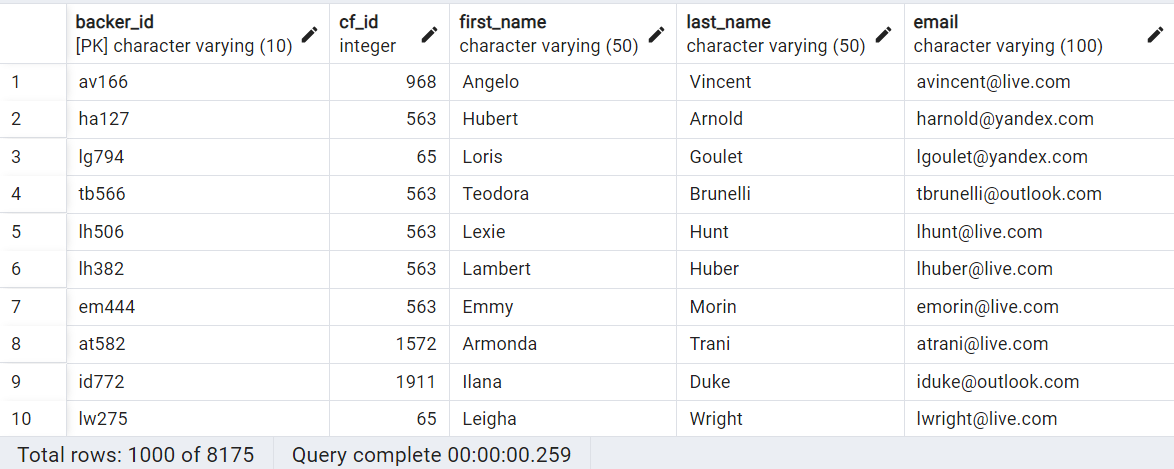 backer_id cf_id first_name last_name email
[PK] character varying (10) integer character varying (50) character varying (50) character varying (100)
1 av166 968 Angelo Vincent avincent@live.com
2 ha127 563 Hubert Arnold harnold@yandex.com
3 lg794 65 Loris Goulet lgoulet@yandex.com
4 tb566 563 Teodora Brunelli tbrunelli@outlook.com
5 lh506 563 Lexie Hunt lhunt@live.com
6 lh382 563 Lambert Huber lhuber@live.com
7 em444 563 Emmy Morin emorin@live.com
8 at582 1572 Armonda Trani atrani@live.com
9 id772 1911 Ilana Duke iduke@outlook.com
10 lw275 65 Leigha Wright lwright@live.com
Total rows: 1000 of 8175 Query complete 00:00:00.259